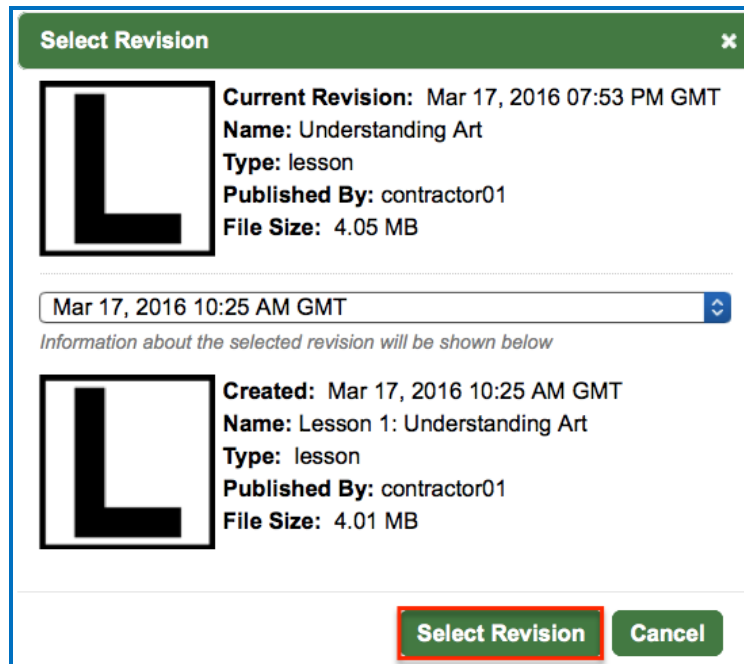 Select Revision ×
L
Current Revision: Mar 17, 2016 07:53 PM GMT
Name: Understanding Art
Type: lesson
Published By: contractor01
File Size: 4.05 MB
Mar 17, 2016 10:25 AM GMT
Information about the selected revision will be shown below
L
Created: Mar 17, 2016 10:25 AM GMT
Name: Lesson 1: Understanding Art
Type: lesson
Published By: contractor01
File Size: 4.01 MB
Select Revision Cancel